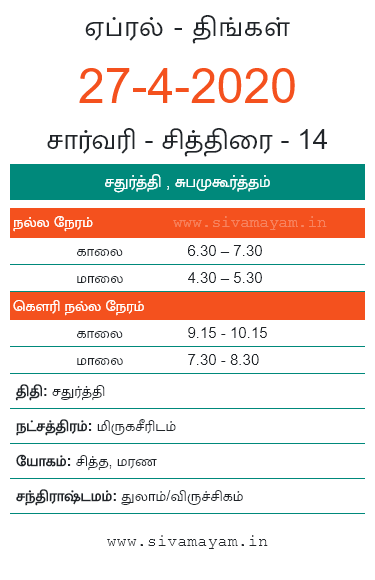 ஏப்ரல் - திங்கள்
27-4-2020
சார்வரி - சித்திரை - 14
சதுர்த்தி , சுபமுகூர்த்தம்
நல்ல நேரம் www.sivamayam.in
காலை 6.30 – 7.30
மாலை 4.30 – 5.30
கௌரி நல்ல நேரம்
காலை 9.15 - 10.15
மாலை 7.30 - 8.30
திதி: சதுர்த்தி
நட்சத்திரம்: மிருகசீரிடம்
யோகம்: சித்த, மரண
சந்திராஷ்டமம்: துலாம்/விருச்சிகம்
www.sivamayam.in